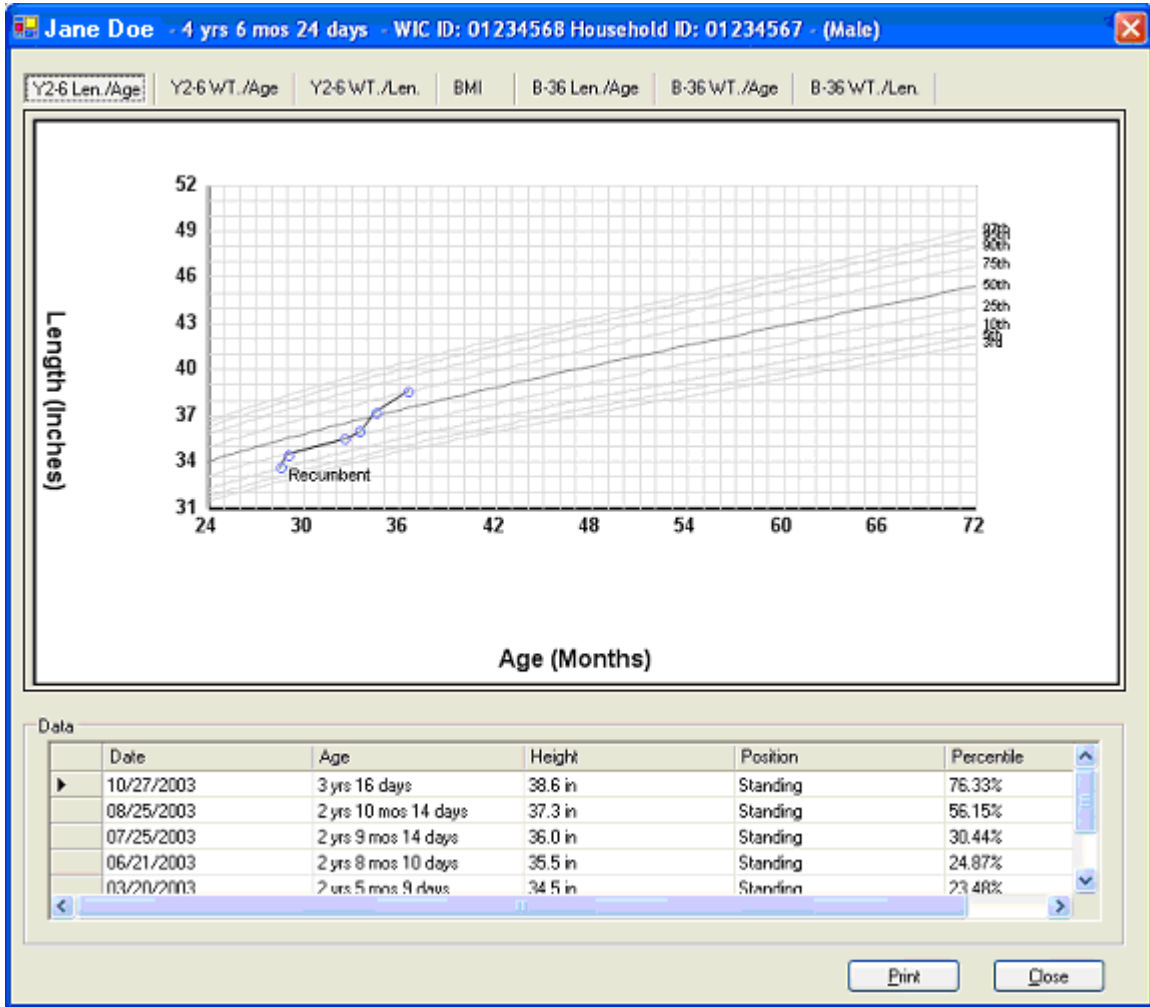 Jane Doe - 4 yrs 6 mos 24 days - WIC ID: 01234568 Household ID: 01234567 - (Male)
Y2-6 Len./Age Y2-6 WT./Age Y2-6 WT./Len. BMI B-36 Len./Age B-36 WT./Age B-36 WT./Len.
Length (Inches)
52
49
46
43
40
37
34
31
97th
90th
75th
50th
25th
10th
3rd
Recumbent
24 30 36 42 48 54 60 66 72
Age (Months)
Data
Date Age Height Position Percentile
10/27/2003 3 yrs 16 days 38.6 in Standing 76.33%
08/25/2003 2 yrs 10 mos 14 days 37.3 in Standing 56.15%
07/25/2003 2 yrs 9 mos 14 days 36.0 in Standing 30.44%
06/21/2003 2 yrs 8 mos 10 days 35.5 in Standing 24.87%
03/20/2003 2 yrs 5 mos 9 days 34.5 in Standing 23.48%
Print Close